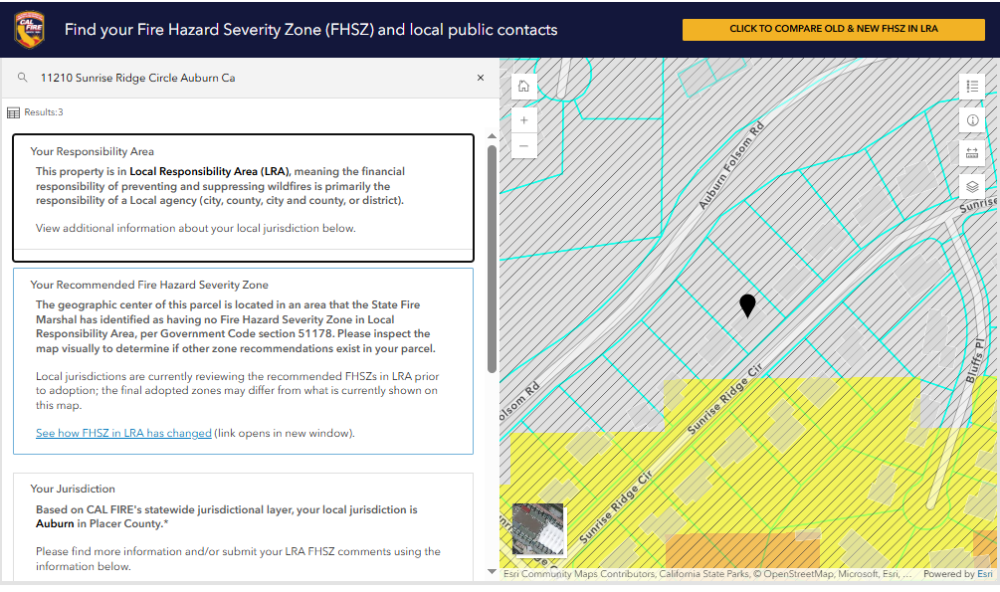 CAL
FIRE
Find your Fire Hazard Severity Zone (FHSZ) and local public contacts
CLICK TO COMPARE OLD & NEW FHSZ IN LRA
11210 Sunrise Ridge Circle Auburn Ca
Results:3
Your Responsibility Area
This property is in Local Responsibility Area (LRA), meaning the financial
responsibility of preventing and suppressing wildfires is primarily the
responsibility of a Local agency (city, county, city and county, or district).
View additional information about your local jurisdiction below.
Your Recommended Fire Hazard Severity Zone
The geographic center of this parcel is located in an area that the State Fire
Marshal has identified as having no Fire Hazard Severity Zone in Local
Responsibility Area, per Government Code section 51178. Please inspect the
map visually to determine if other zone recommendations exist in your parcel.
Local jurisdictions are currently reviewing the recommended FHSZs in LRA prior
to adoption; the final adopted zones may differ from what is currently shown on
this map.
See how FHSZ in LRA has changed (link opens in new window).
Your Jurisdiction
Based on CAL FIRE's statewide jurisdictional layer, your local jurisdiction is
Auburn in Placer County.*
Please find more information and/or submit your LRA FHSZ comments using the
information below.
Auburn Folsom Rd
Sunrise
Bluffs Pl
olsom Rd
Sunrise Ridge Cir
Sunrise Ridge Cir
Esri Community Maps Contributors, California State Parks, © OpenStreetMap, Microsoft, Esri, ...
Powered by Esri